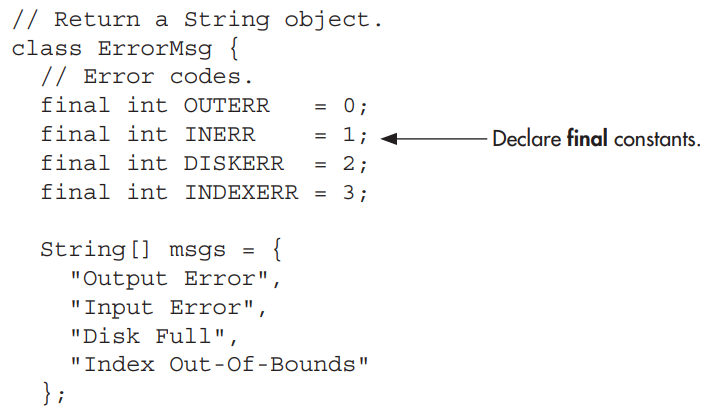 // Return a String object.
class ErrorMsg {
  // Error codes.
  final int OUTERR   = 0;
  final int INERR    = 1;
  Declare final constants.
  final int DISKERR  = 2;
  final int INDEXERR = 3;

  String[] msgs = {
    "Output Error",
    "Input Error",
    "Disk Full",
    "Index Out-Of-Bounds"
  };